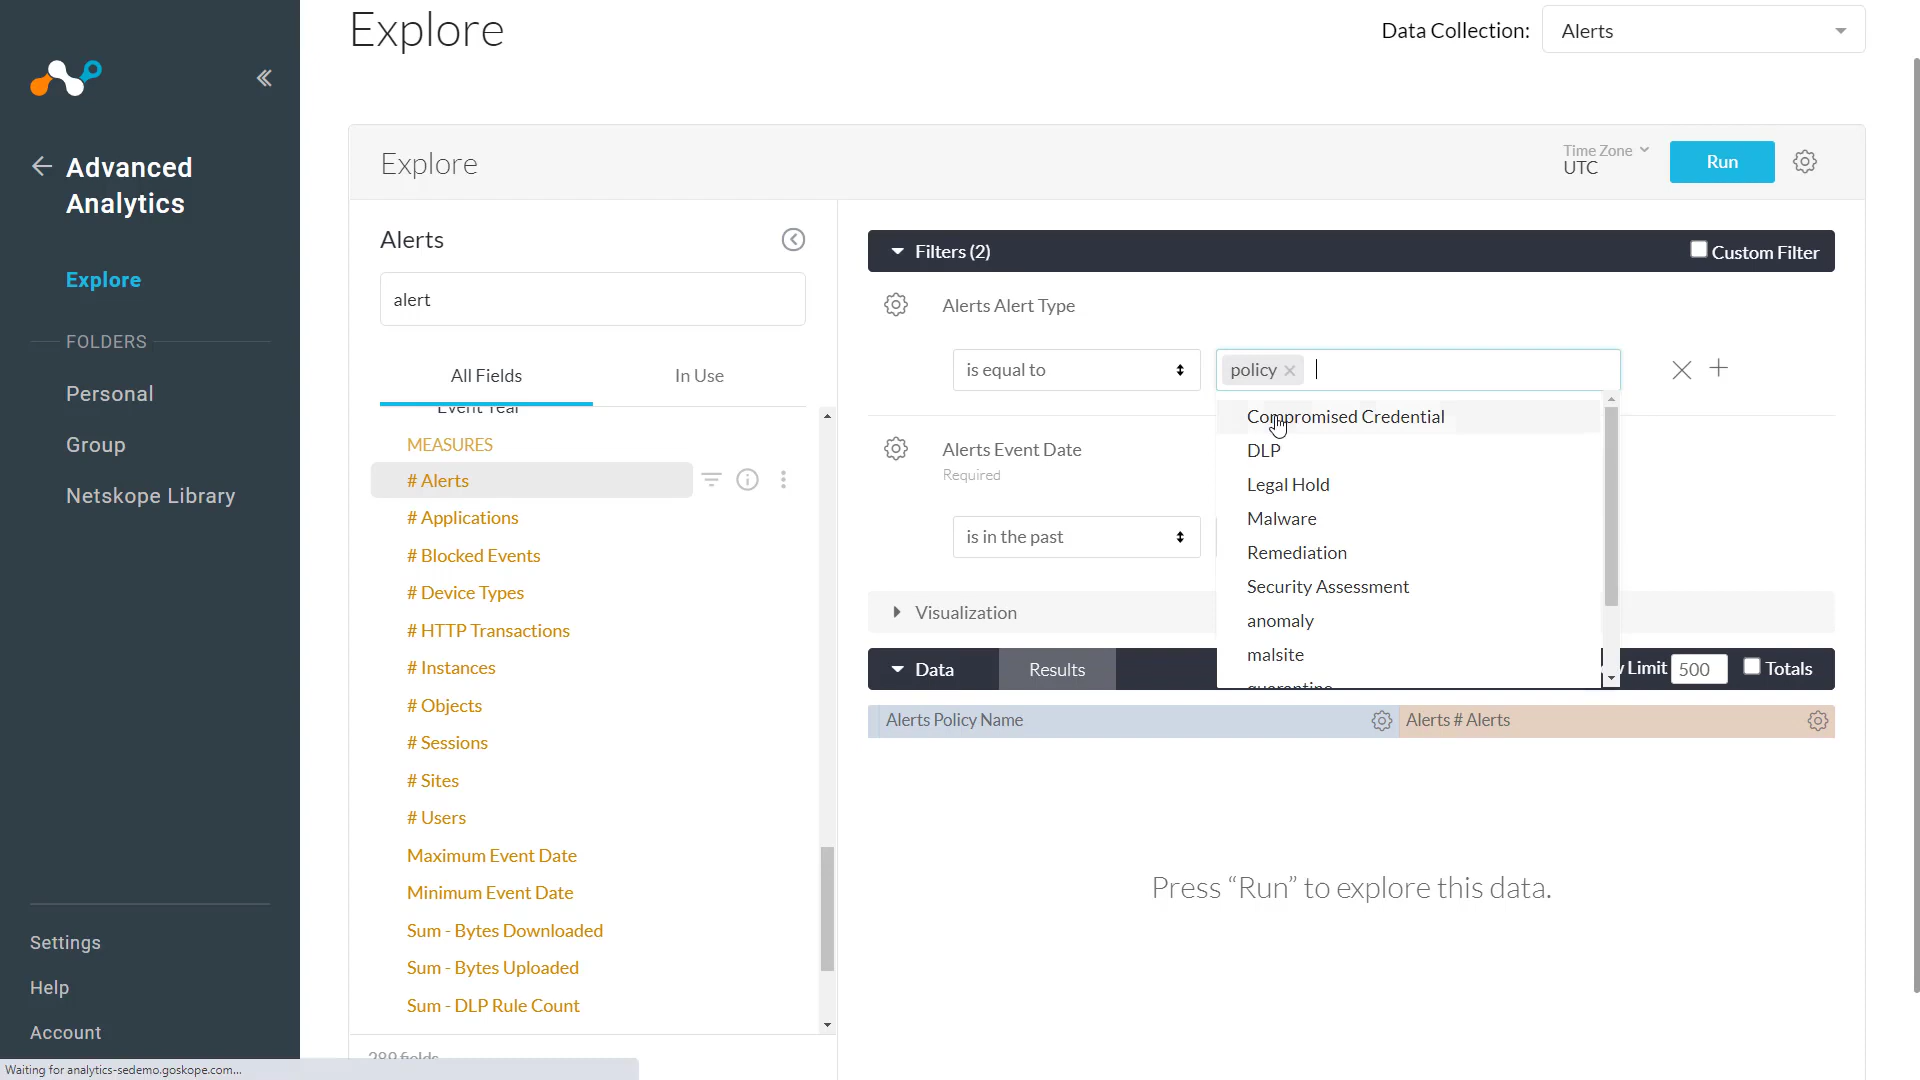 Explore
Data Collection:
Alerts
Advanced
Analytics
Explore
FOLDERS
Personal
Group
Netskope Library
Settings
Help
Account
Waiting for analytics-sedemo.goskope.com...
Explore
Time Zone
UTC
Run
Alerts
alert
All Fields
In Use
Event Year
MEASURES
# Alerts
# Applications
# Blocked Events
# Device Types
# HTTP Transactions
# Instances
# Objects
# Sessions
# Sites
# Users
Maximum Event Date
Minimum Event Date
Sum - Bytes Downloaded
Sum - Bytes Uploaded
Sum - DLP Rule Count
289 fields
Filters (2)
Custom Filter
Alerts Alert Type
is equal to
policy
Compromised Credential
DLP
Legal Hold
Malware
Remediation
Security Assessment
anomaly
malsite
quarantine
Alerts Event Date
Required
is in the past
Visualization
Data
Results
Limit
500
Totals
Alerts Policy Name
Alerts # Alerts
Press “Run” to explore this data.